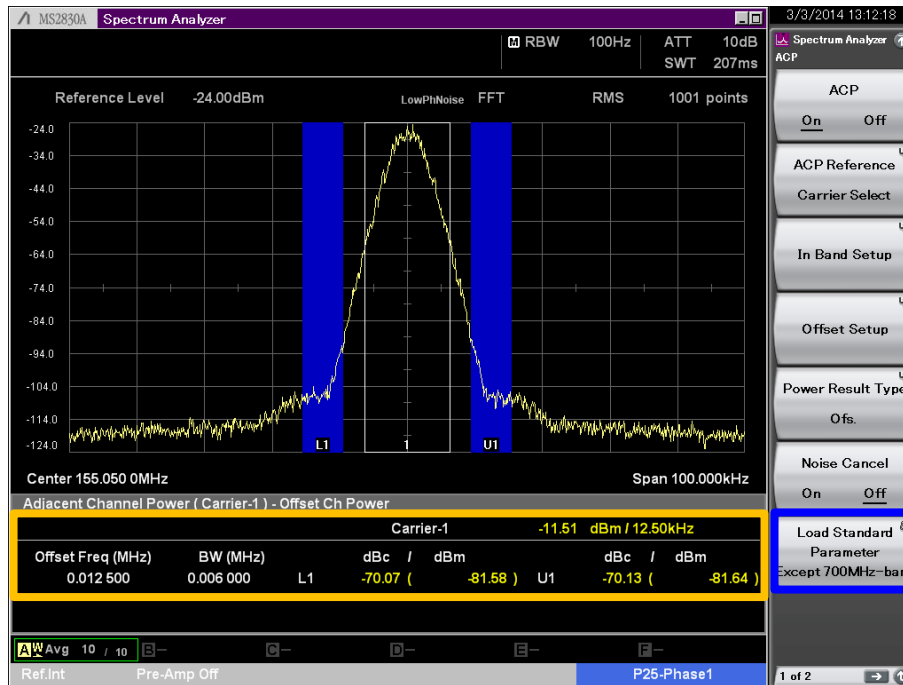 MS2830A Spectrum Analyzer
3/3/2014 13:12:18
M RBW 100Hz ATT 10dB
SWT 207ms
Spectrum Analyzer
ACP
Reference Level -24.00dBm LowPhNoise FFT RMS 1001 points
ACP
On Off
-24.0
-34.0
-44.0
-54.0
-64.0
-74.0
-84.0
-94.0
-104.0
-114.0
-124.0
L1 1 U1
ACP Reference
Carrier Select
In Band Setup
Offset Setup
Power Result Type
Ofs.
Center 155.050 0MHz Span 100.000kHz
Noise Cancel
On Off
Adjacent Channel Power ( Carrier-1 ) - Offset Ch Power
Carrier-1 -11.51 dBm / 12.50kHz
Offset Freq (MHz) BW (MHz) dBc / dBm dBc / dBm
0.012 500 0.006 000 L1 -70.07 ( -81.58 ) U1 -70.13 ( -81.64 )
Load Standard
Parameter
Except 700MHz-ban
Avg 10 / 10 B C D E F
Ref.Int Pre-Amp Off P25-Phase1
1 of 2